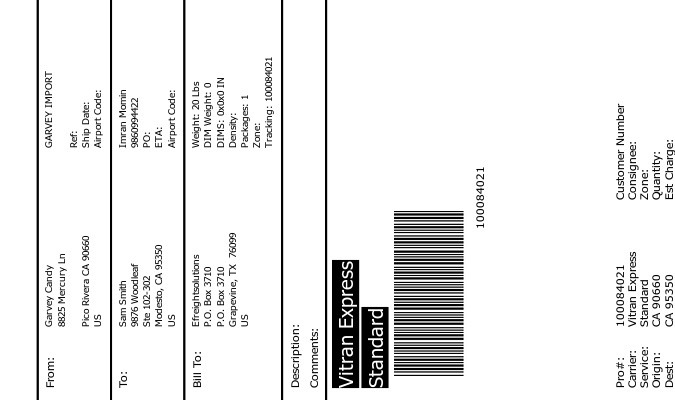 From:
Garvey Candy
8825 Mercury Ln
Pico Rivera CA 90660
US
GARVEY IMPORT
Ref:
Ship Date:
Airport Code:
To:
Sam Smith
9876 Woodleaf
Ste 102-302
Modesto, CA 95350
US
Imran Momin
9860994422
PO:
ETA:
Airport Code:
Bill To:
Efreightsolutions
P.O. Box 3710
P.O. Box 3710
Grapevine, TX 76099
US
Weight: 20 Lbs
DIM Weight: 0
DIMS: 0x0x0 IN
Density:
Packages: 1
Zone:
Tracking: 100084021
Description:
Comments:
Vitran Express
Standard
100084021
Pro#: 100084021
Carrier: Vitran Express
Service: Standard
Origin: CA 90660
Dest: CA 95350
Customer Number
Consignee:
Zone:
Quantity:
Est Charge: